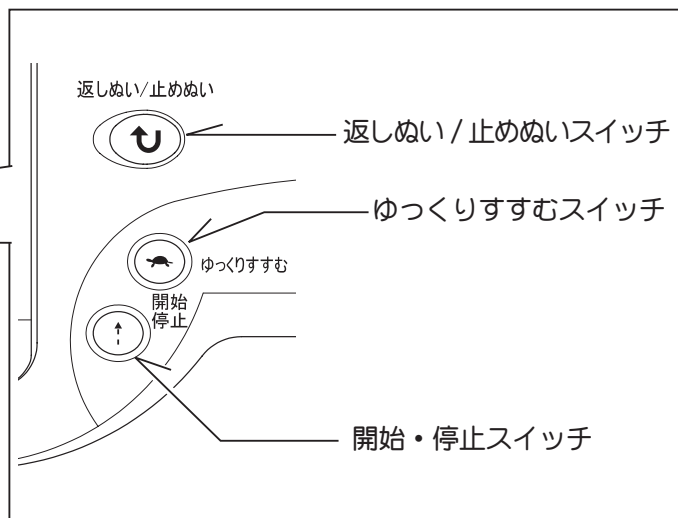 返しぬい/止めぬい
返しぬい / 止めぬいスイッチ
ゆっくりすすむスイッチ
ゆっくりすすむ
開始
停止
開始・停止スイッチ